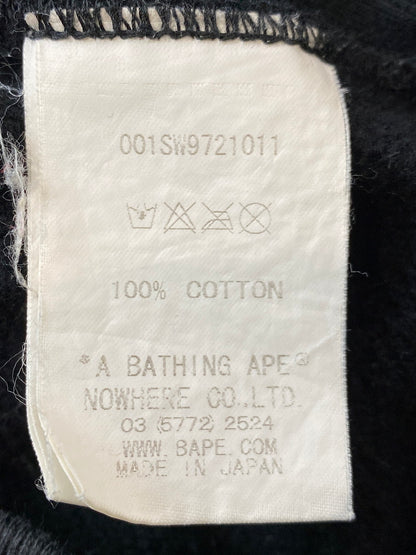 001SW9721011
100% COTTON
*A BATHING APE®
NOWHERE CO.,LTD.
03 (5772) 2524
WWW.BAPE.COM
MADE IN JAPAN